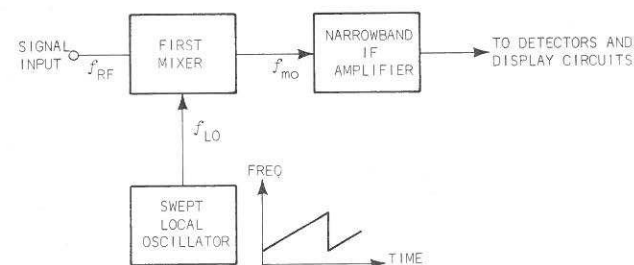 SIGNAL
INPUT
f_RF
FIRST
MIXER
f_mo
NARROWBAND
IF
AMPLIFIER
TO DETECTORS AND
DISPLAY CIRCUITS
f_LO
SWEPT
LOCAL
OSCILLATOR
FREQ
TIME